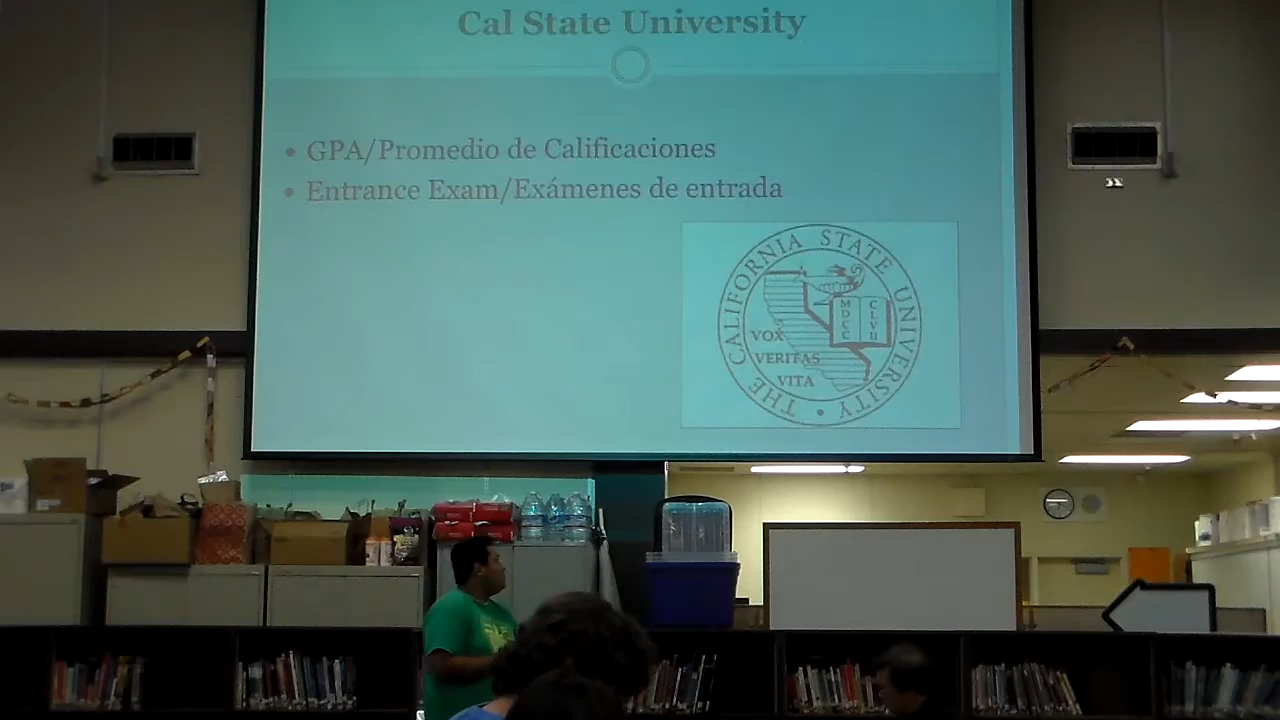 Cal State University
• GPA/Promedio de Calificaciones
• Entrance Exam/Exámenes de entrada
THE CALIFORNIA STATE UNIVERSITY
VOX
VERITAS
VITA
MDCCC
CLVII